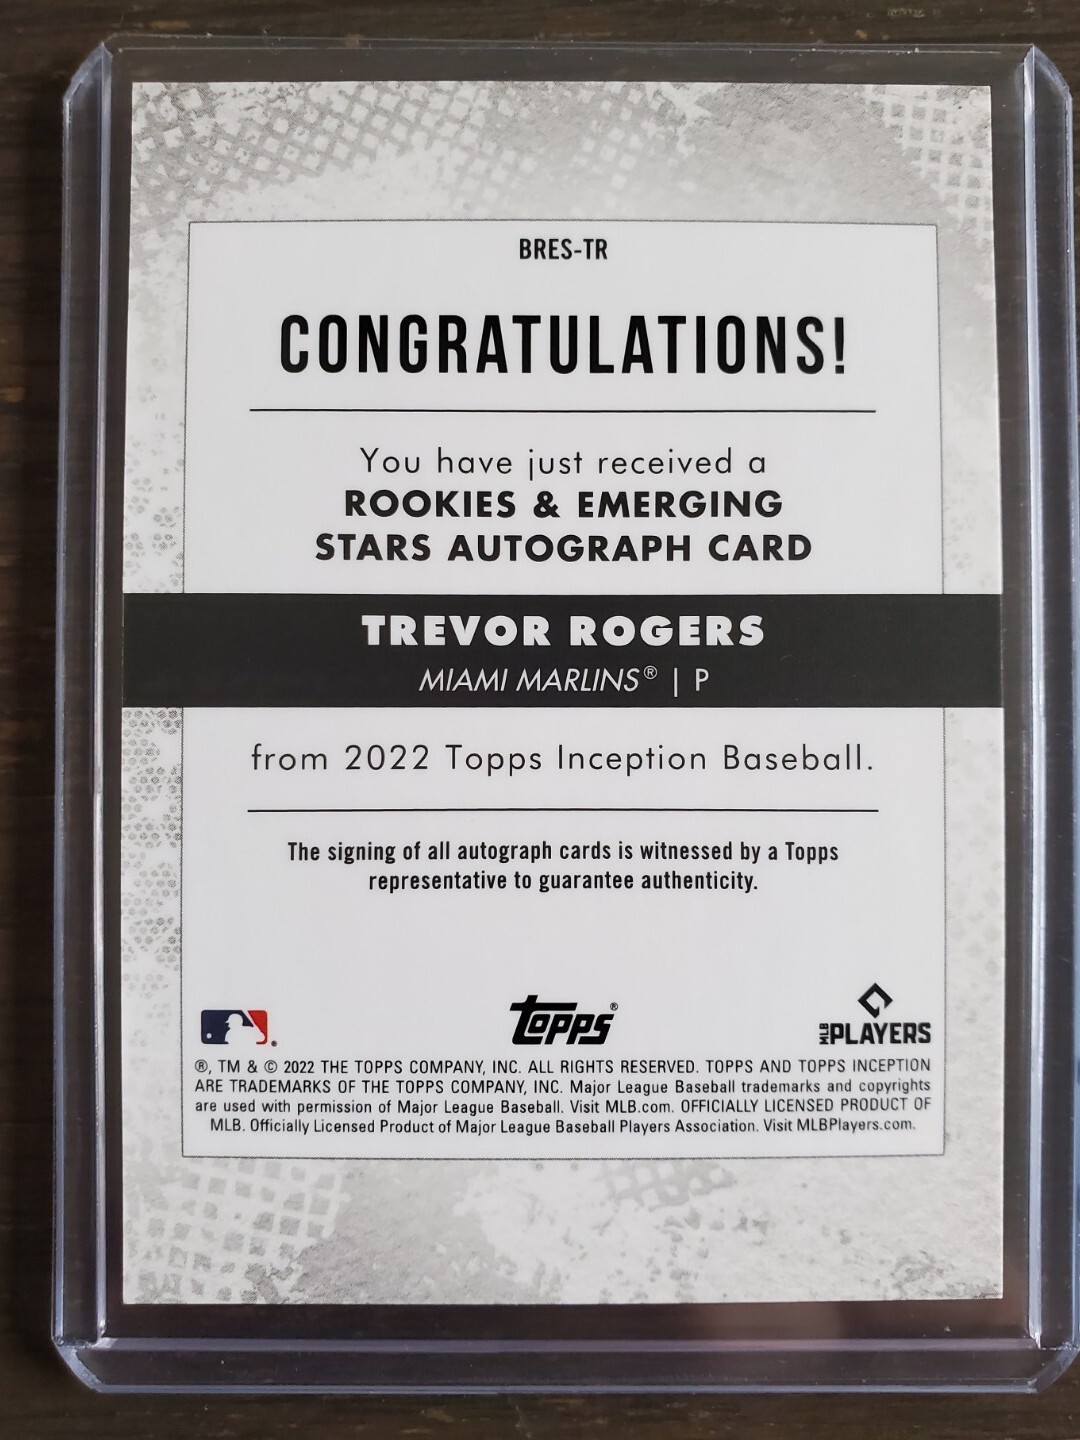 BRES-TR
CONGRATULATIONS!
You have just received a
ROOKIES & EMERGING
STARS AUTOGRAPH CARD
TREVOR ROGERS
MIAMI MARLINS® | P
from 2022 Topps Inception Baseball.
The signing of all autograph cards is witnessed by a Topps
representative to guarantee authenticity.
® topps® MLB PLAYERS
®, TM & © 2022 THE TOPPS COMPANY, INC. ALL RIGHTS RESERVED. TOPPS AND TOPPS INCEPTION
ARE TRADEMARKS OF THE TOPPS COMPANY, INC. Major League Baseball trademarks and copyrights
are used with permission of Major League Baseball. Visit MLB.com. OFFICIALLY LICENSED PRODUCT OF
MLB. Officially Licensed Product of Major League Baseball Players Association. Visit MLBPlayers.com.